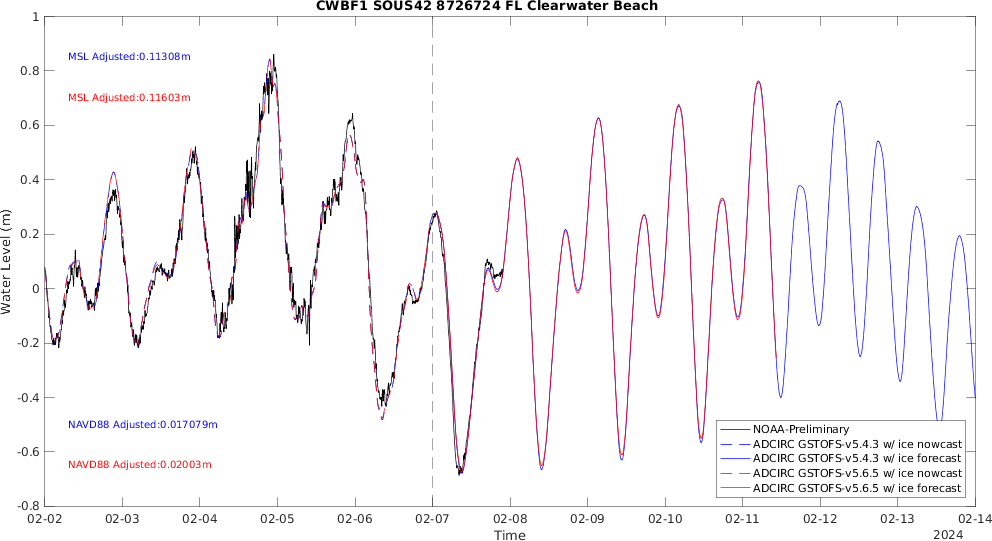 CWBF1 SOUS42 8726724 FL Clearwater Beach
1
0.8
0.6
0.4
0.2
0
-0.2
-0.4
-0.6
-0.8
Water Level (m)
MSL Adjusted:0.11308m
MSL Adjusted:0.11603m
NAVD88 Adjusted:0.017079m
NAVD88 Adjusted:0.02003m
NOAA-Preliminary
ADCIRC GSTOFS-v5.4.3 w/ ice nowcast
ADCIRC GSTOFS-v5.4.3 w/ ice forecast
ADCIRC GSTOFS-v5.6.5 w/ ice nowcast
ADCIRC GSTOFS-v5.6.5 w/ ice forecast
02-02 02-03 02-04 02-05 02-06 02-07 02-08 02-09 02-10 02-11 02-12 02-13 02-14
Time
2024